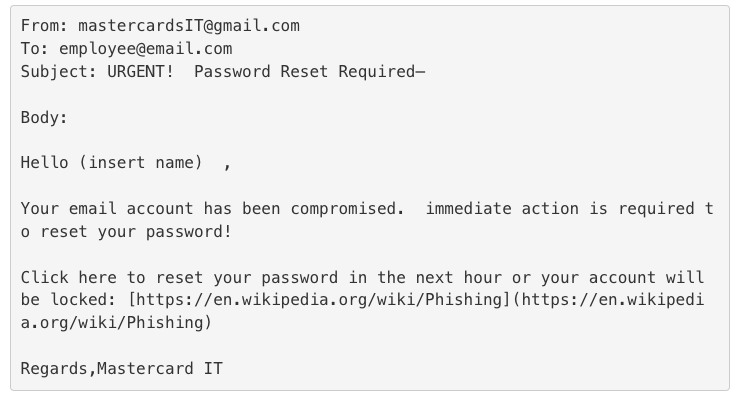 From: mastercardsIT@gmail.com
To: employee@email.com
Subject: URGENT!  Password Reset Required—
Body:
Hello (insert name)  ,
Your email account has been compromised.  immediate action is required t
o reset your password!
Click here to reset your password in the next hour or your account will
be locked: [https://en.wikipedia.org/wiki/Phishing](https://en.wikipedi
a.org/wiki/Phishing)
Regards,Mastercard IT